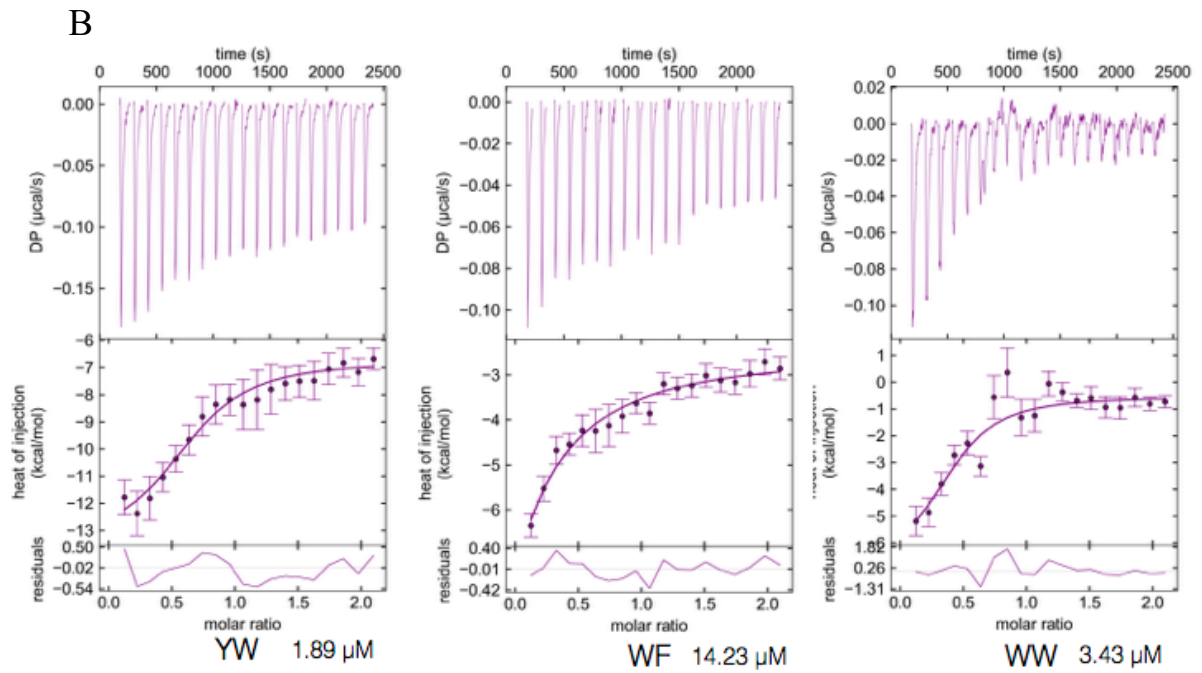 B
time (s)
0 500 1000 1500 2000 2500
0.00
−0.05
−0.10
−0.15
DP (μcal/s)
−6
−7
−8
−9
−10
−11
−12
−13
heat of injection
(kcal/mol)
0.50
−0.02
−0.54
residuals
0.0 0.5 1.0 1.5 2.0
molar ratio
YW 1.89 μM
time (s)
0 500 1000 1500 2000
0.00
−0.02
−0.04
−0.06
−0.08
−0.10
DP (μcal/s)
−3
−4
−5
−6
heat of injection
(kcal/mol)
0.40
−0.01
−0.42
residuals
0.0 0.5 1.0 1.5 2.0
molar ratio
WF 14.23 μM
time (s)
0 500 1000 1500 2000 2500
0.02
0.00
−0.02
−0.04
−0.06
−0.08
−0.10
DP (μcal/s)
1
0
−1
−2
−3
−4
−5
−6
heat of injection
(kcal/mol)
1.82
0.26
−1.31
residuals
0.0 0.5 1.0 1.5 2.0
molar ratio
WW 3.43 μM